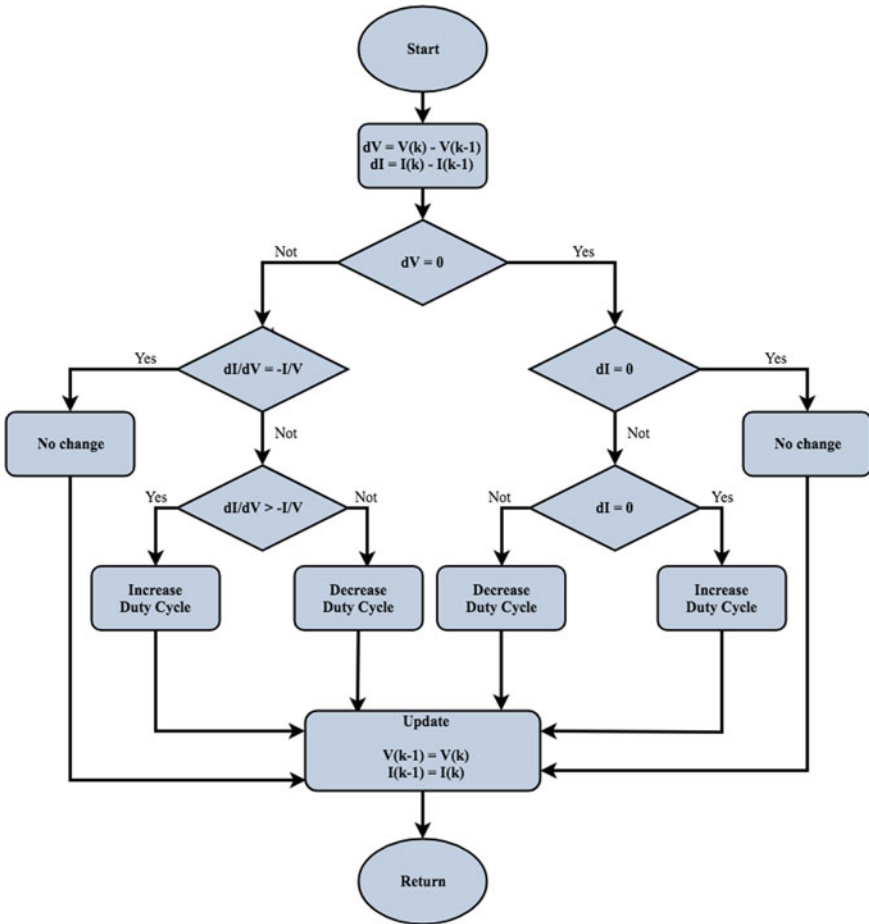 Start
dV = V(k) - V(k-1)
dI = I(k) - I(k-1)
Not
Yes
dV = 0
Yes
dI/dV = -I/V
dI = 0
Yes
No change
Not
Not
No change
Yes
dI/dV > -I/V
Not
Not
dI = 0
Yes
Increase
Duty Cycle
Decrease
Duty Cycle
Decrease
Duty Cycle
Increase
Duty Cycle
Update
V(k-1) = V(k)
I(k-1) = I(k)
Return